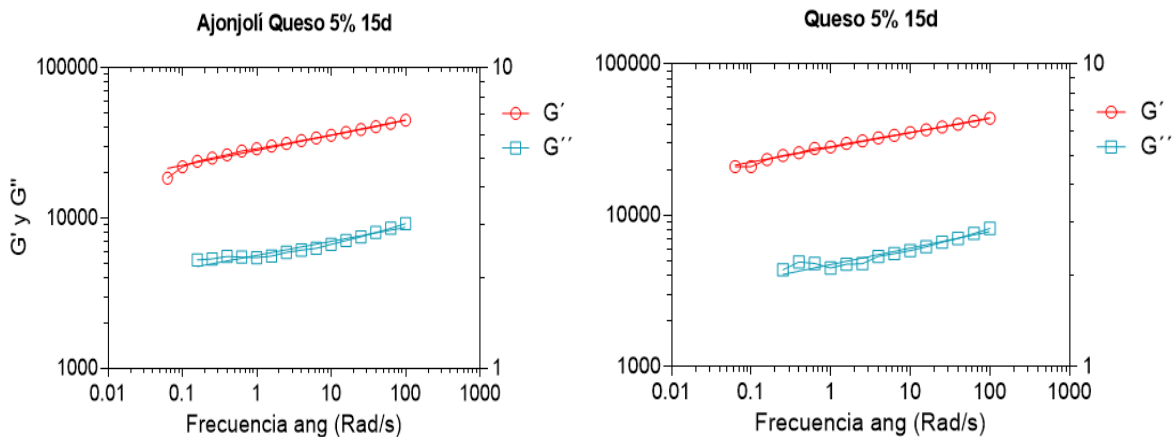 Ajonjolí Queso 5% 15d
G' y G"
100000
10000
1000
10
1
0.01 0.1 1 10 100 1000
Frecuencia ang (Rad/s)
G´
G´´
Queso 5% 15d
100000
10000
1000
10
1
0.01 0.1 1 10 100 1000
Frecuencia ang (Rad/s)
G´
G´´